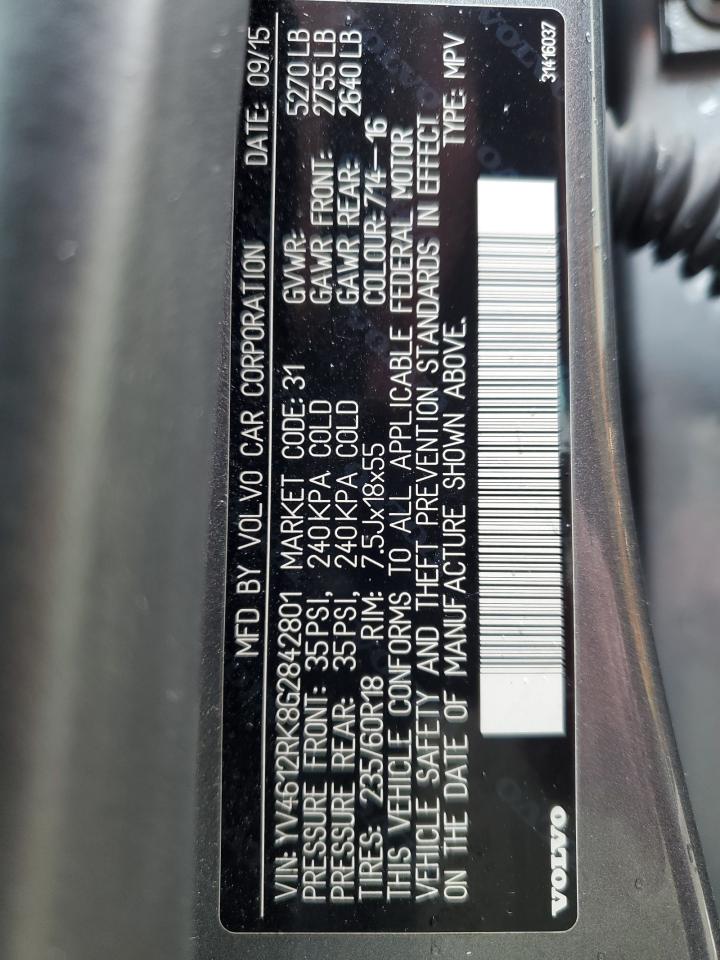 MFD BY VOLVO CAR CORPORATION DATE: 09/15
VIN: YV4612RK8G2842801 MARKET CODE: 31 GVWR: 5270 LB
PRESSURE FRONT: 35 PSI, 240 KPA COLD GAWR FRONT: 2755 LB
PRESSURE REAR: 35 PSI, 240 KPA COLD GAWR REAR: 2640 LB
TIRES: 235/60R18 RIM: 7.5Jx18x55 COLOUR: 714-16
THIS VEHICLE CONFORMS TO ALL APPLICABLE FEDERAL MOTOR
VEHICLE SAFETY AND THEFT PREVENTION STANDARDS IN EFFECT
ON THE DATE OF MANUFACTURE SHOWN ABOVE. TYPE: MPV
VOLVO 31416037